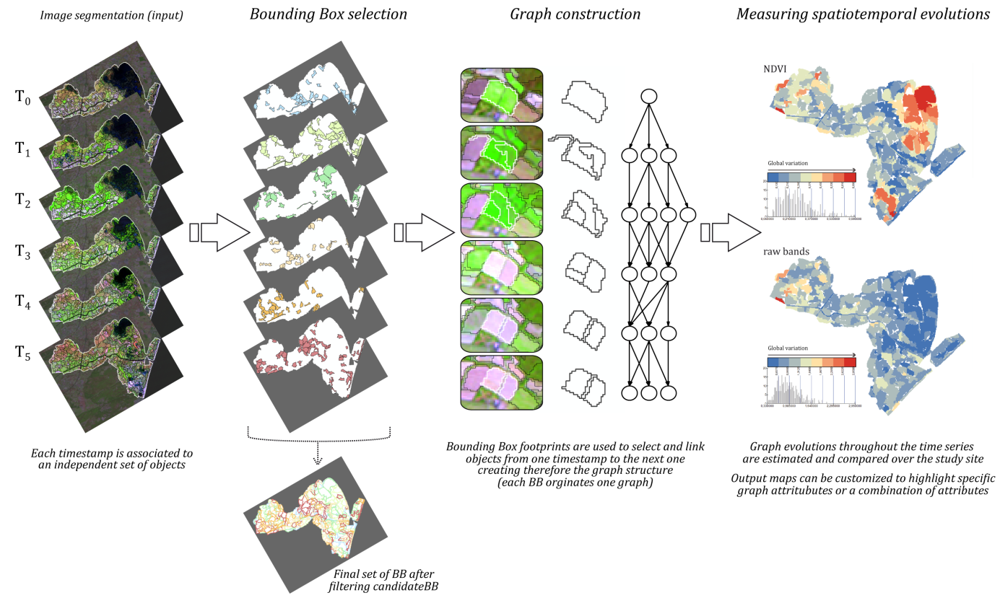 Image segmentation (input)
Bounding Box selection
Graph construction
Measuring spatiotemporal evolutions
T0
T1
T2
T3
T4
T5
NDVI
Global variation
raw bands
Global variation
Each timestamp is associated to
an independent set of objects
Bounding Box footprints are used to select and link
objects from one timestamp to the next one
creating therefore the graph structure
(each BB orginates one graph)
Graph evolutions throughout the time series
are estimated and compared over the study site
Output maps can be customized to highlight specific
graph attritubutes or a combination of attributes
Final set of BB after
filtering candidateBB